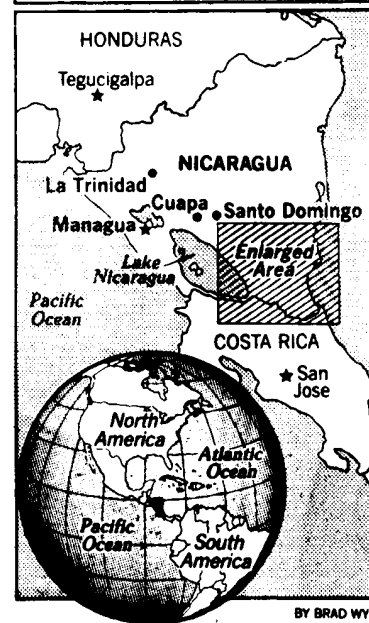 HONDURAS
Tegucigalpa
NICARAGUA
La Trinidad
Cuapa
Santo Domingo
Managua
Enlarged
Area
Lake
Nicaragua
Pacific
Ocean
COSTA RICA
San
Jose
North
America
Atlantic
Ocean
Pacific
Ocean
South
America
BY BRAD WY